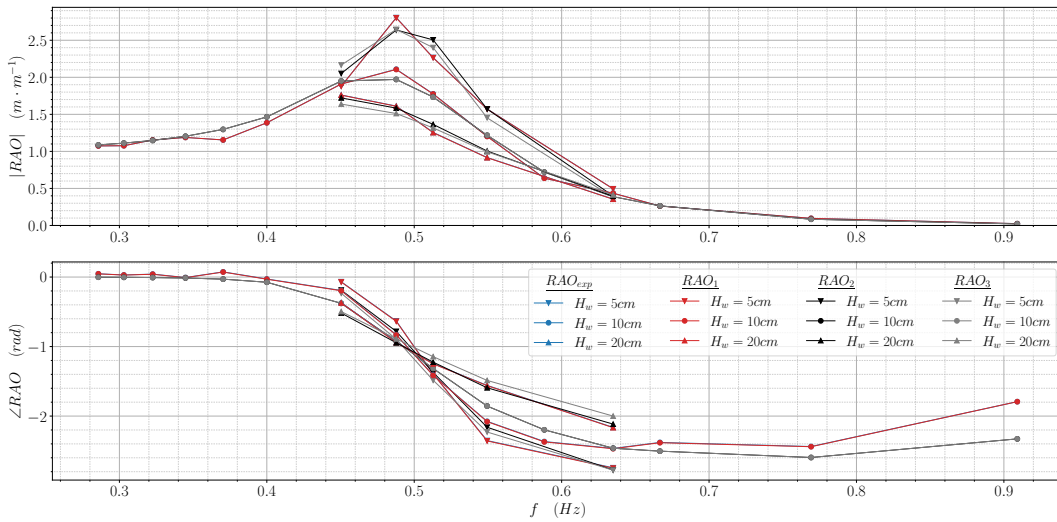 2.5
2.0
1.5
1.0
0.5
0.0
|RAO| (m · m⁻¹)
0.3 0.4 0.5 0.6 0.7 0.8 0.9
0
−1
−2
∠RAO (rad)
RAO_exp RAO_1 RAO_2 RAO_3
H_w = 5cm H_w = 5cm H_w = 5cm H_w = 5cm
H_w = 10cm H_w = 10cm H_w = 10cm H_w = 10cm
H_w = 20cm H_w = 20cm H_w = 20cm H_w = 20cm
0.3 0.4 0.5 0.6 0.7 0.8 0.9
f (Hz)